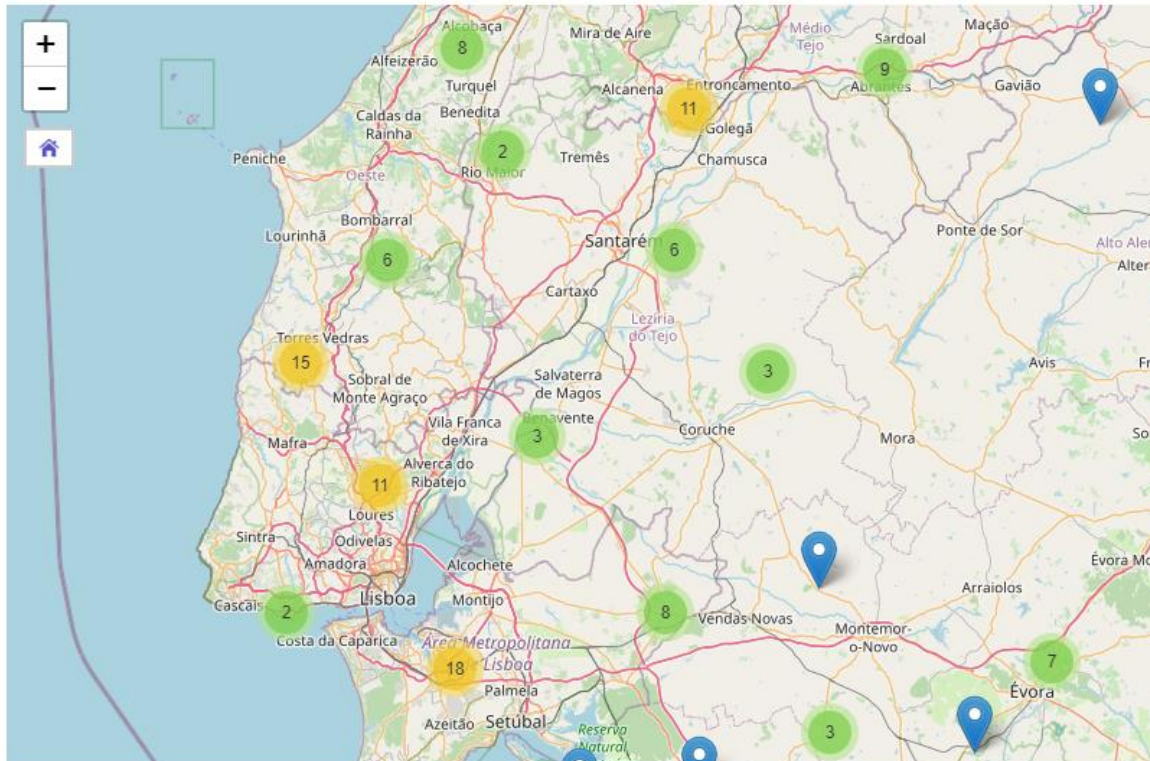 +
−
Alcobaça
8
Alfeizerão
Mira de Aire
Médio
Tejo
Sardoal
Mação
9
Abrantes
Gavião
Turquel
Alcanena
Entroncamento
11
Golegã
Benedita
Caldas da
Rainha
2
Rio Maior
Tremês
Chamusca
Peniche
Oeste
Bombarral
Lourinhã
6
Santarém
6
Ponte de Sor
Alto Ale
Alter
Cartaxo
Lezíria
do Tejo
Torres Vedras
15
Sobral de
Monte Agraço
Salvaterra
de Magos
3
Avis
Fr
Vila Franca
de Xira
Benavente
3
Coruche
Mora
So
Mafra
Alverca do
Ribatejo
11
Loures
Sintra
Odivelas
Amadora
Alcochete
Lisboa
Montijo
Cascais
2
Costa da Caparica
Área Metropolitana
Lisboa
18
Palmela
Azeitão
Setúbal
Reserva
Natural
8
Vendas Novas
Montemor-
o-Novo
Arraiolos
Évora Mo
7
Évora
3